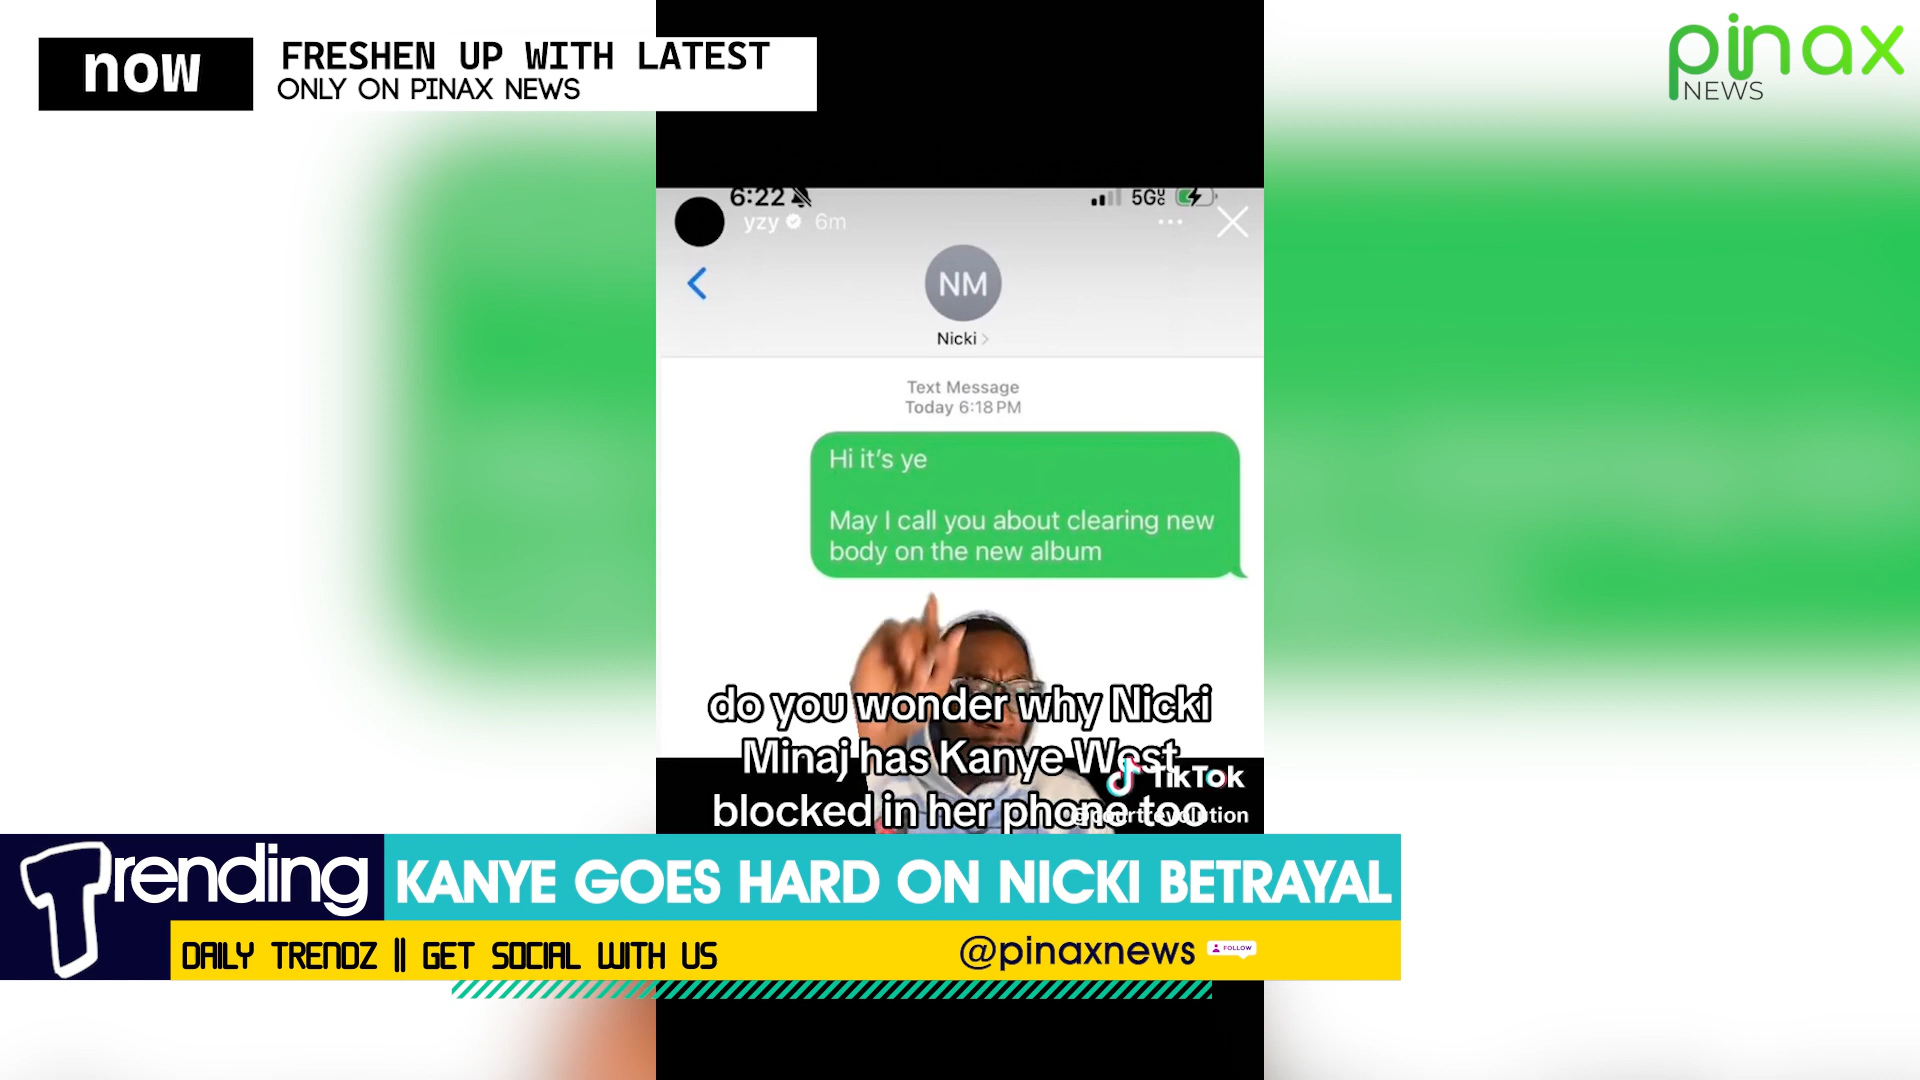 now
FRESHEN UP WITH LATEST
ONLY ON PINAX NEWS
pinax
NEWS
6:22
5G
yzy 6m
NM
Nicki
Text Message
Today 6:18 PM
Hi it's ye
May I call you about clearing new
body on the new album
do you wonder why Nicki
Minaj has Kanye West
TikTok
blocked in her phone too
Trending
KANYE GOES HARD ON NICKI BETRAYAL
DAILY TRENDZ || GET SOCIAL WITH US
@pinaxnews
FOLLOW